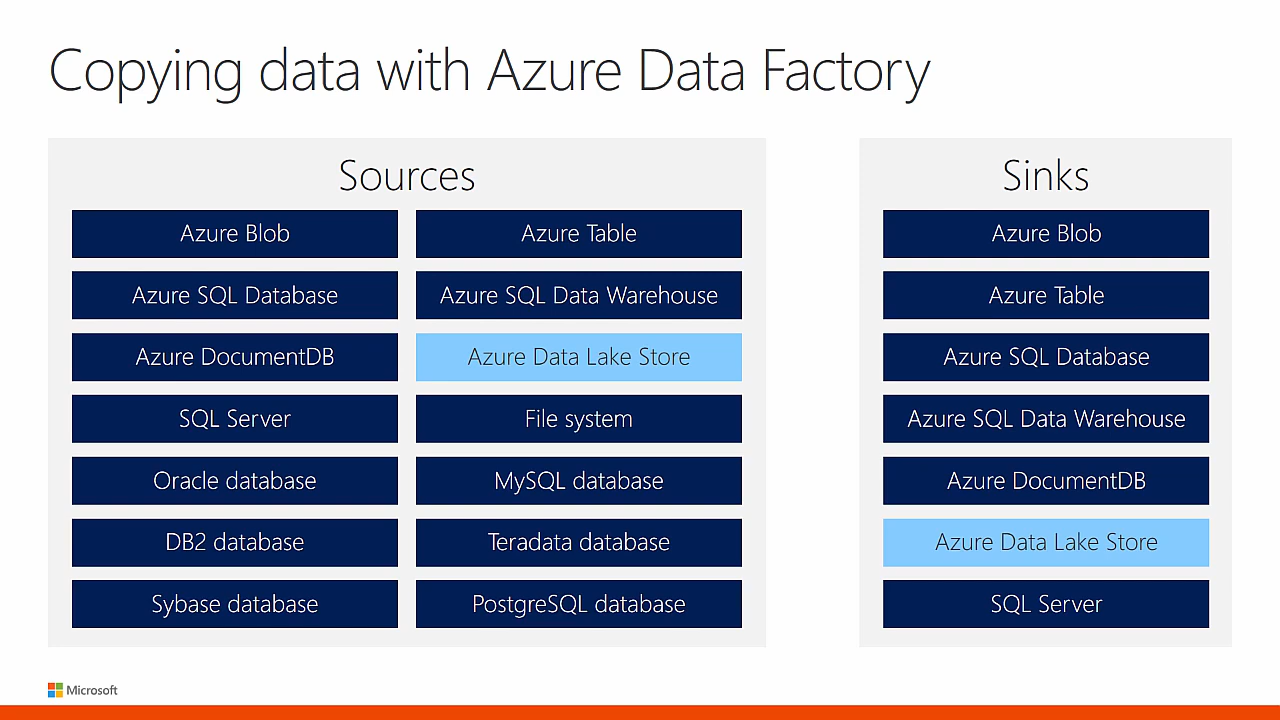 Copying data with Azure Data Factory
Sources
Azure Blob
Azure Table
Azure SQL Database
Azure SQL Data Warehouse
Azure DocumentDB
Azure Data Lake Store
SQL Server
File system
Oracle database
MySQL database
DB2 database
Teradata database
Sybase database
PostgreSQL database
Sinks
Azure Blob
Azure Table
Azure SQL Database
Azure SQL Data Warehouse
Azure DocumentDB
Azure Data Lake Store
SQL Server
Microsoft